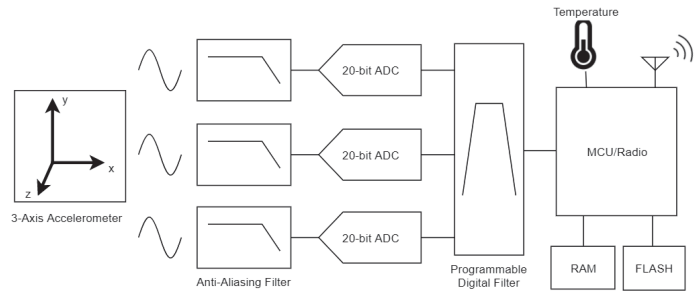 Temperature
20-bit ADC
y
x
z
3-Axis Accelerometer
20-bit ADC
MCU/Radio
20-bit ADC
Anti-Aliasing Filter
Programmable
Digital Filter
RAM
FLASH